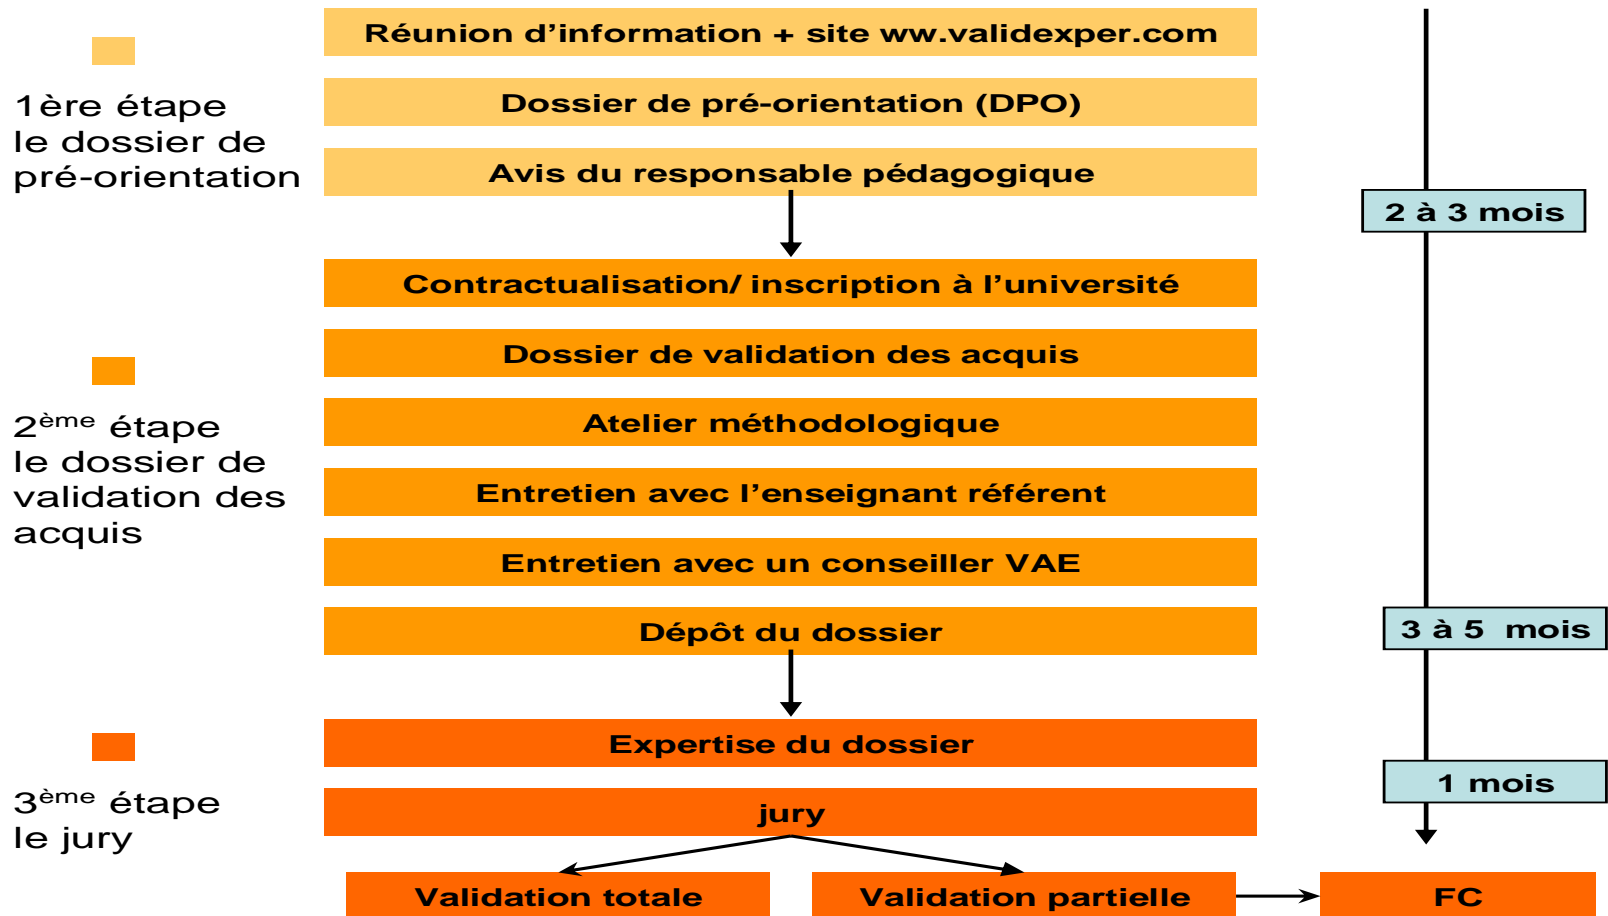 Réunion d’information + site ww.validexper.com
1ère étape
le dossier de
pré-orientation
Dossier de pré-orientation (DPO)
Avis du responsable pédagogique
2 à 3 mois
Contractualisation/ inscription à l’université
Dossier de validation des acquis
2ème étape
le dossier de
validation des
acquis
Atelier méthodologique
Entretien avec l’enseignant référent
Entretien avec un conseiller VAE
Dépôt du dossier
3 à 5 mois
Expertise du dossier
3ème étape
le jury
1 mois
jury
Validation totale
Validation partielle
FC